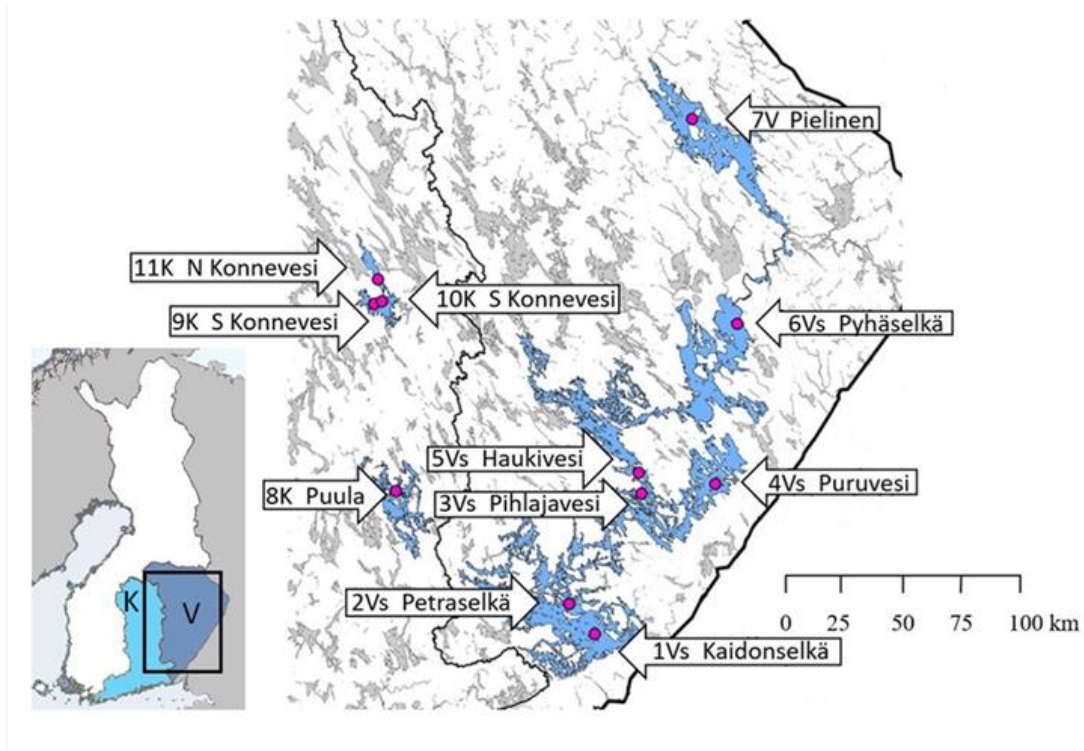 7V Pielinen
11K N Konnevesi
10K S Konnevesi
9K S Konnevesi
6Vs Pyhäselkä
5Vs Haukivesi
4Vs Puruvesi
8K Puula
3Vs Pihlajavesi
2Vs Petraselkä
1Vs Kaidonselkä
K
V
0 25 50 75 100 km